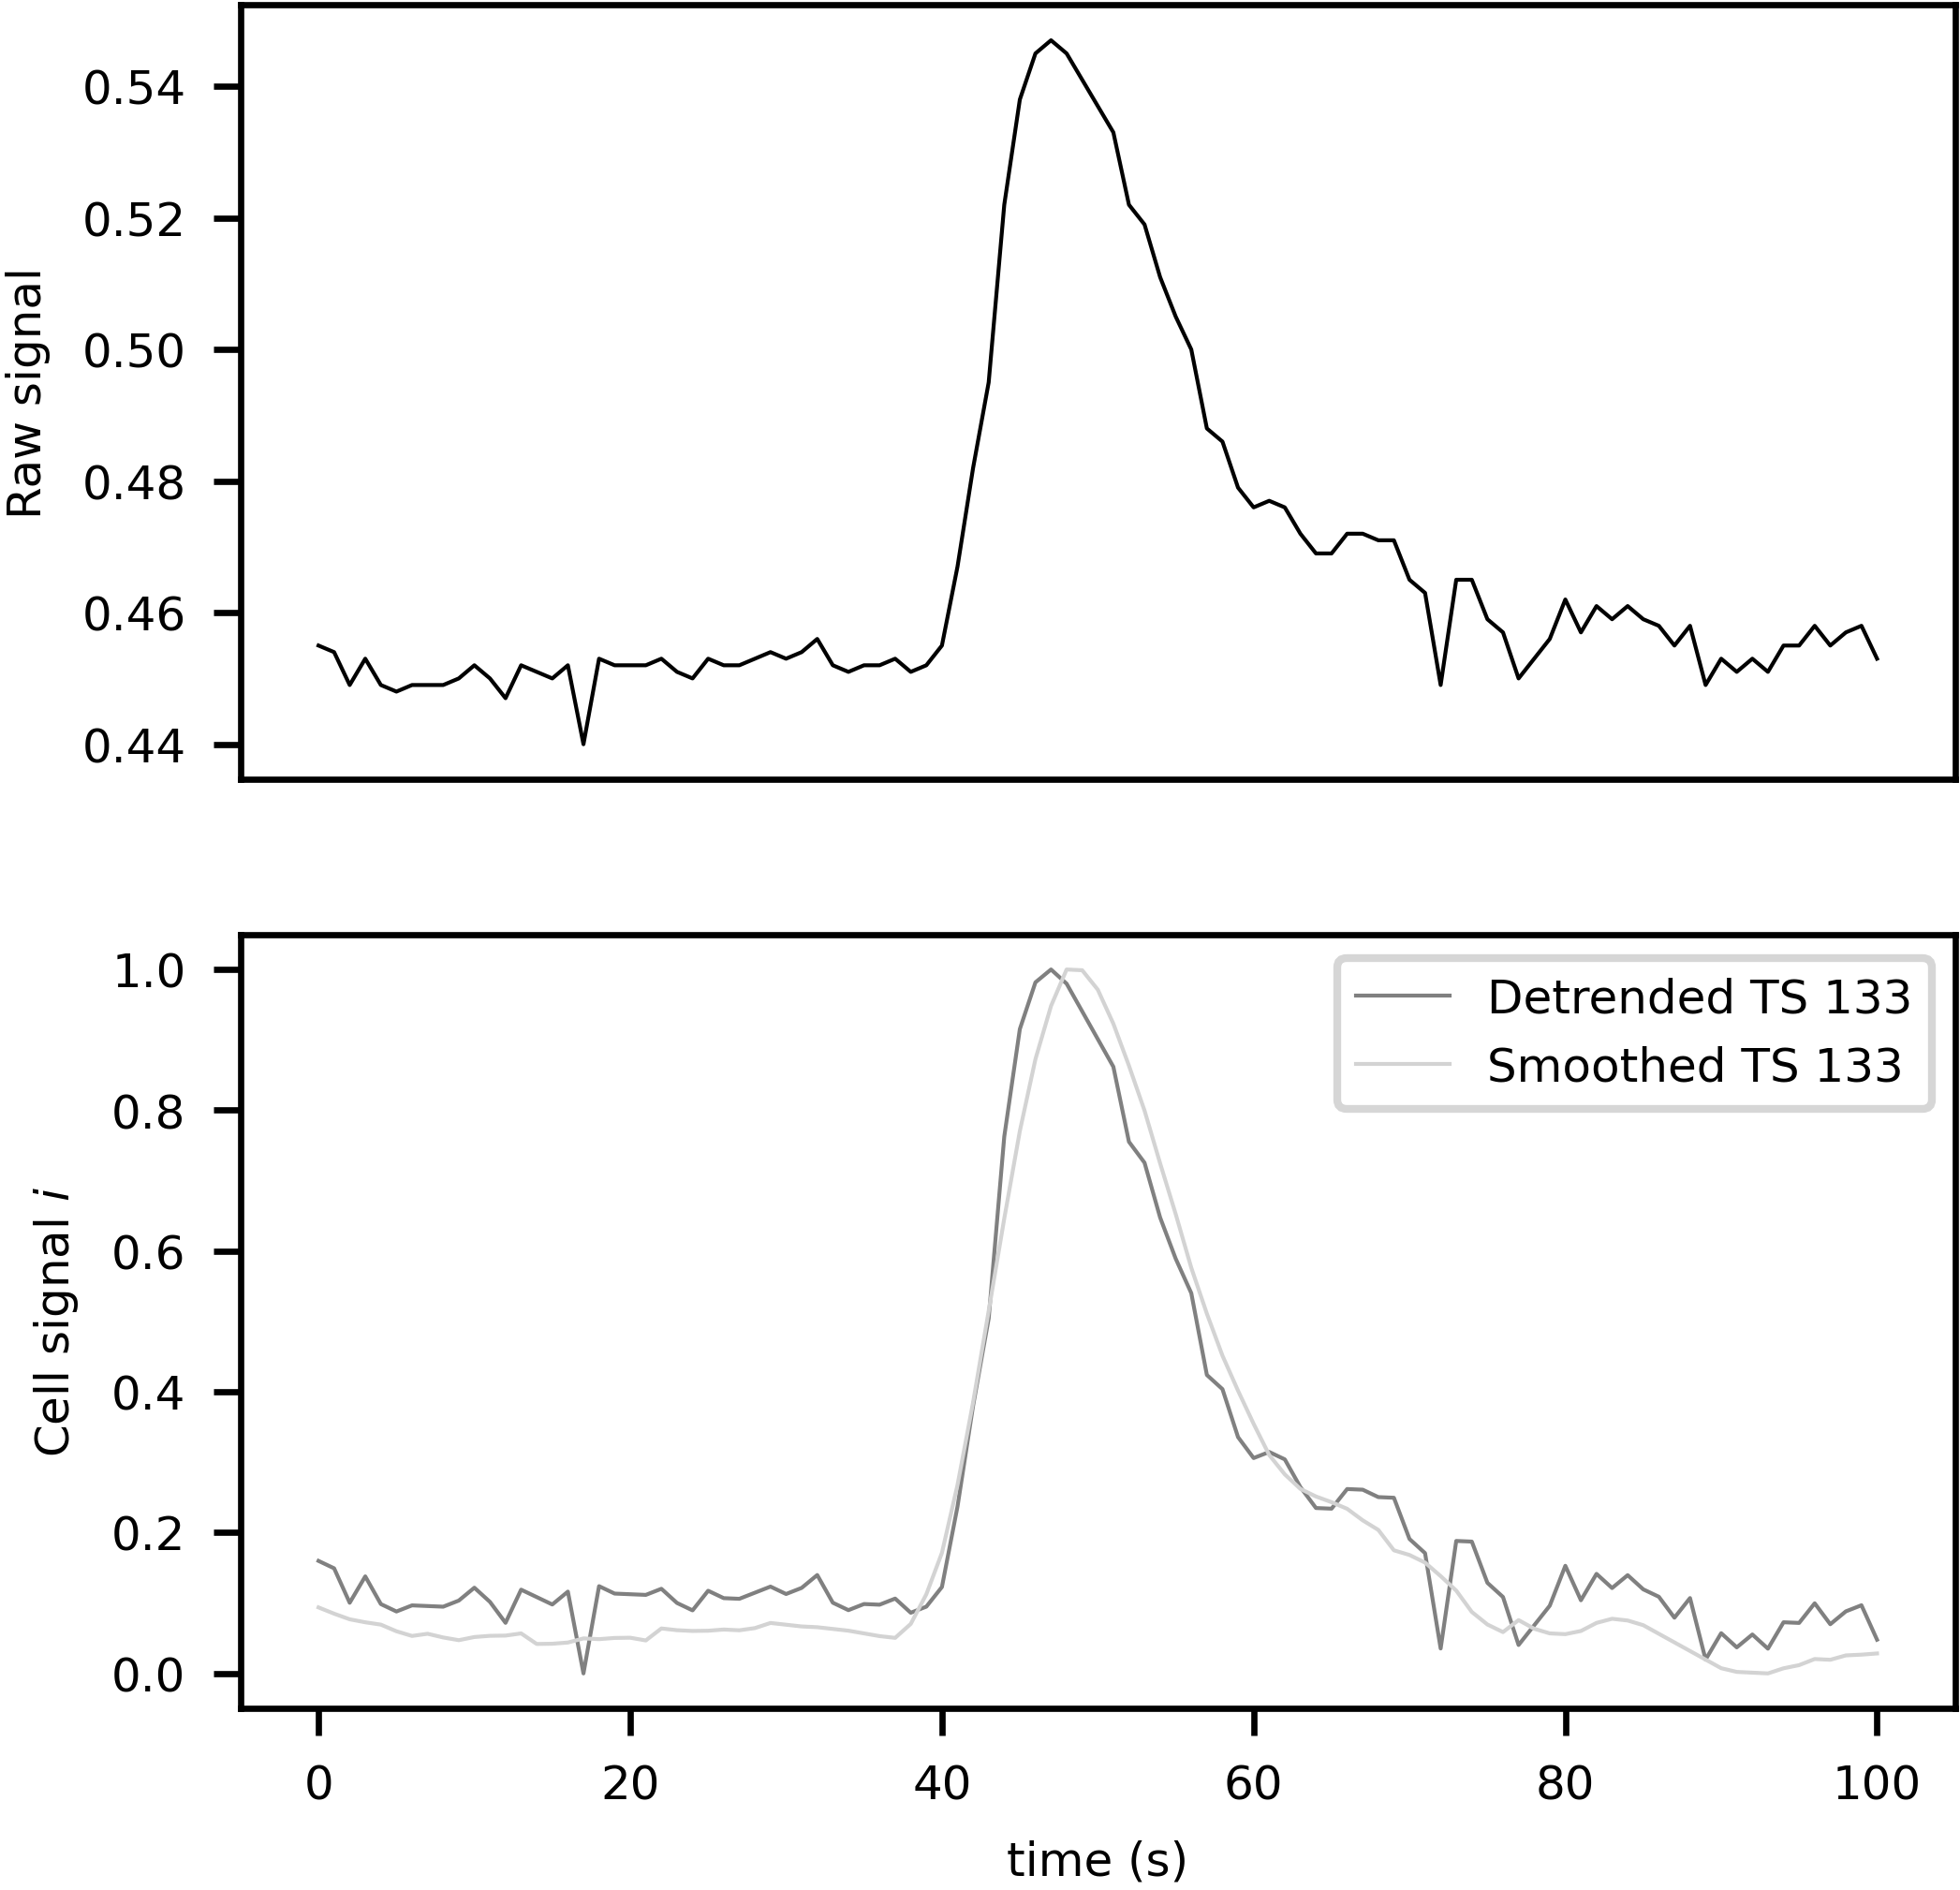 Raw signal
0.54
0.52
0.50
0.48
0.46
0.44
Cell signal i
1.0
0.8
0.6
0.4
0.2
0.0
Detrended TS 133
Smoothed TS 133
0 20 40 60 80 100
time (s)